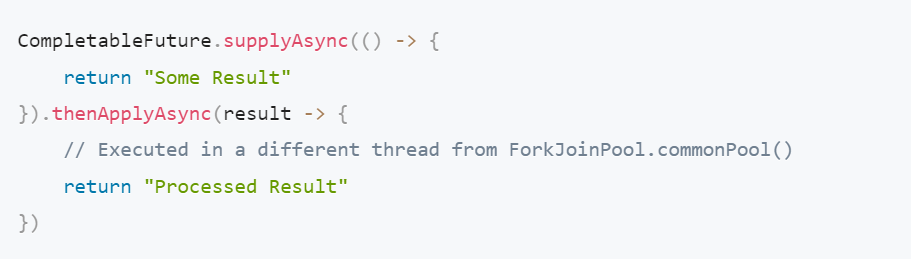 CompletableFuture.supplyAsync(() -> {
    return "Some Result"
}).thenApplyAsync(result -> {
    // Executed in a different thread from ForkJoinPool.commonPool()
    return "Processed Result"
})